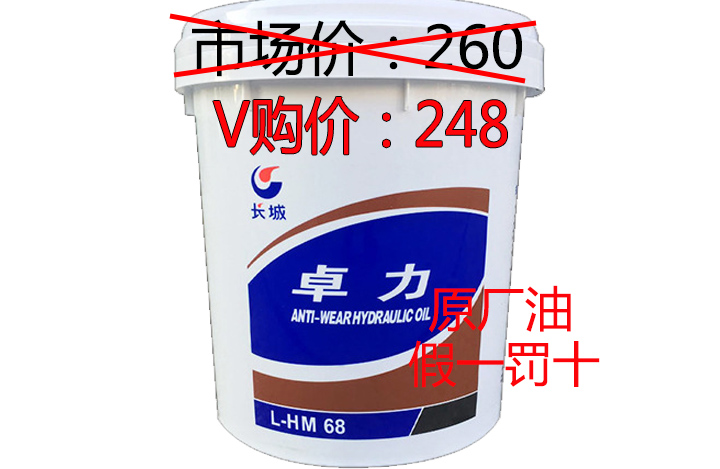 市场价：260
V购价：248
长城
卓力
ANTI-WEAR HYDRAULIC OIL
原厂油
假一罚十
L-HM 68